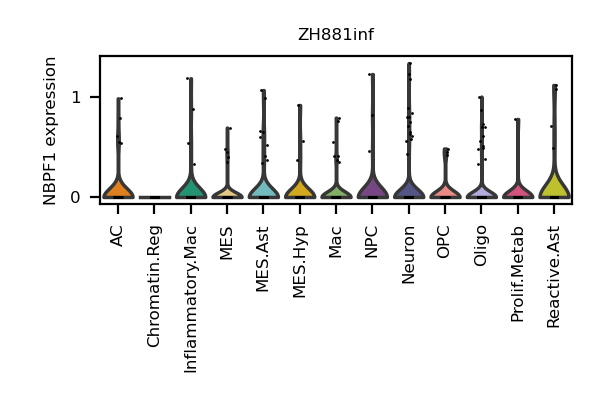 ZH881inf
NBPF1 expression
1
0
AC
Chromatin.Reg
Inflammatory.Mac
MES
MES.Ast
MES.Hyp
Mac
NPC
Neuron
OPC
Oligo
Prolif.Metab
Reactive.Ast